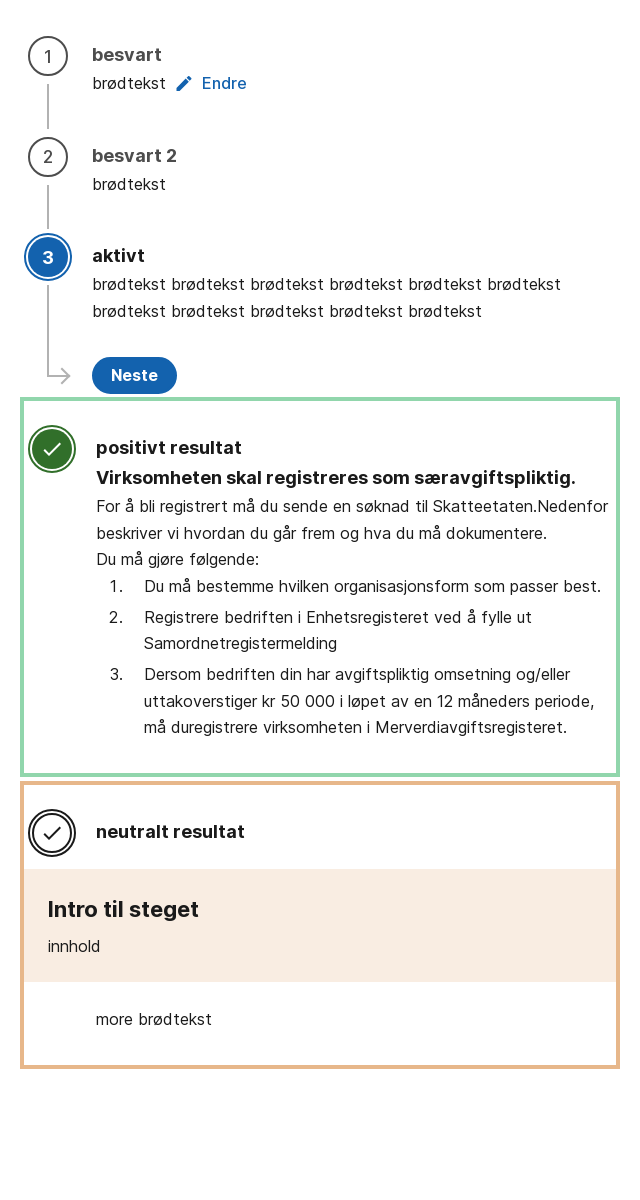 1
besvart
brødtekst Endre
2
besvart 2
brødtekst
3
aktivt
brødtekst brødtekst brødtekst brødtekst brødtekst brødtekst
brødtekst brødtekst brødtekst brødtekst brødtekst
Neste
positivt resultat
Virksomheten skal registreres som særavgiftspliktig.
For å bli registrert må du sende en søknad til Skatteetaten.Nedenfor
beskriver vi hvordan du går frem og hva du må dokumentere.
Du må gjøre følgende:
1. Du må bestemme hvilken organisasjonsform som passer best.
2. Registrere bedriften i Enhetsregisteret ved å fylle ut
Samordnetregistermelding
3. Dersom bedriften din har avgiftspliktig omsetning og/eller
uttakoverstiger kr 50 000 i løpet av en 12 måneders periode,
må duregistrere virksomheten i Merverdiavgiftsregisteret.
neutralt resultat
Intro til steget
innhold
more brødtekst